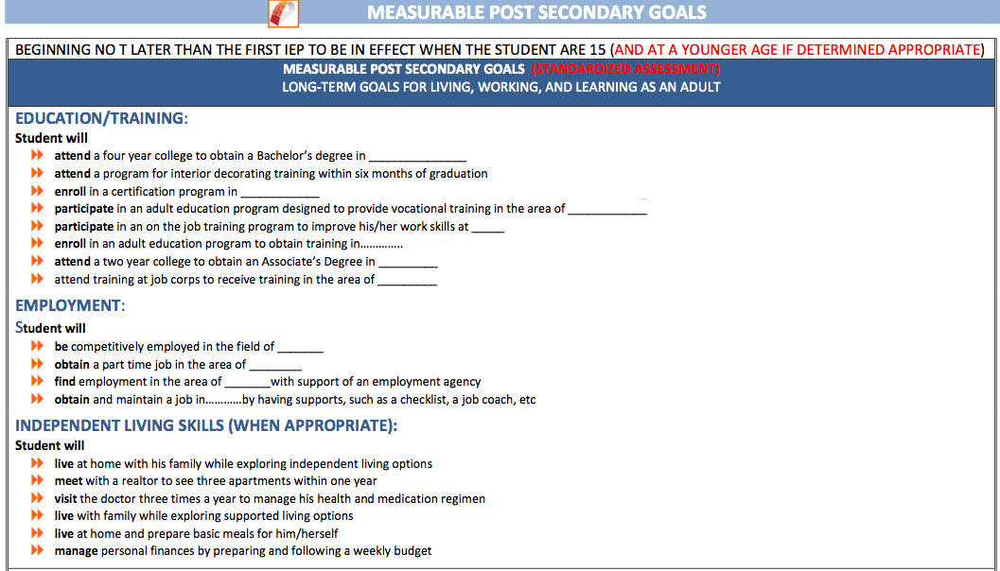 MEASURABLE POST SECONDARY GOALS
BEGINNING NO T LATER THAN THE FIRST IEP TO BE IN EFFECT WHEN THE STUDENT ARE 15 (AND AT A YOUNGER AGE IF DETERMINED APPROPRIATE)
MEASURABLE POST SECONDARY GOALS (STANDARDIZED ASSESSMENT)
LONG-TERM GOALS FOR LIVING, WORKING, AND LEARNING AS AN ADULT
EDUCATION/TRAINING:
Student will
attend a four year college to obtain a Bachelor's degree in _______________
attend a program for interior decorating training within six months of graduation
enroll in a certification program in ____________
participate in an adult education program designed to provide vocational training in the area of ____________
participate in an on the job training program to improve his/her work skills at _____
enroll in an adult education program to obtain training in.............
attend a two year college to obtain an Associate's Degree in _________
attend training at job corps to receive training in the area of _________
EMPLOYMENT:
Student will
be competitively employed in the field of _______
obtain a part time job in the area of ________
find employment in the area of _______with support of an employment agency
obtain and maintain a job in............by having supports, such as a checklist, a job coach, etc
INDEPENDENT LIVING SKILLS (WHEN APPROPRIATE):
Student will
live at home with his family while exploring independent living options
meet with a realtor to see three apartments within one year
visit the doctor three times a year to manage his health and medication regimen
live with family while exploring supported living options
live at home and prepare basic meals for him/herself
manage personal finances by preparing and following a weekly budget